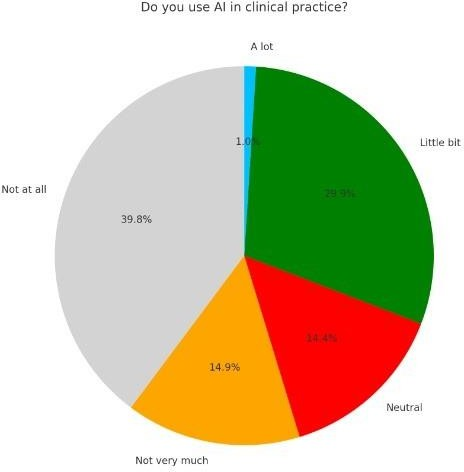 Do you use AI in clinical practice?
A lot
1.0%
Little bit
29.9%
Not at all
39.8%
14.4%
14.9%
Neutral
Not very much